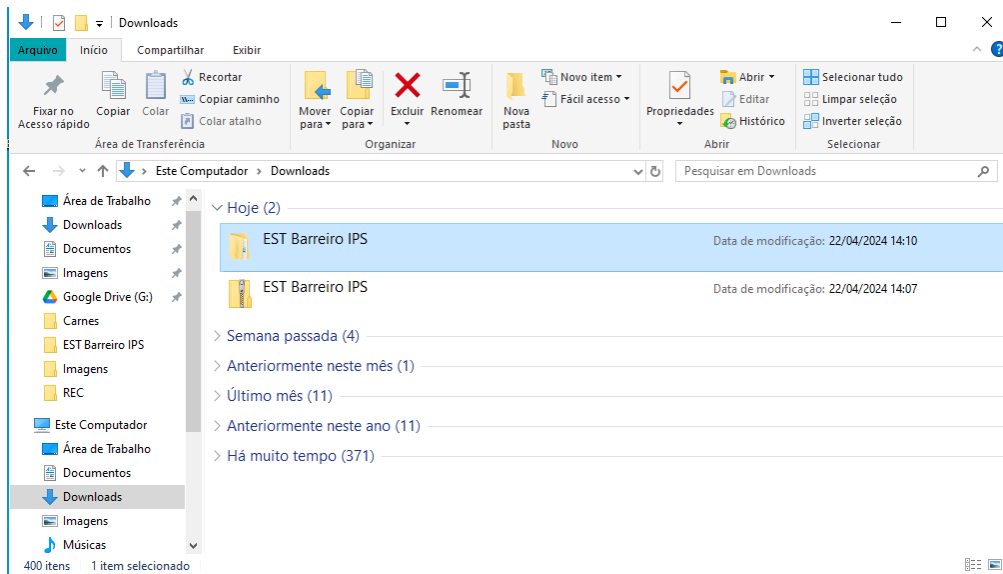 Downloads
Arquivo Início Compartilhar Exibir
Fixar no Acesso rápido
Copiar
Colar
Recortar
Copiar caminho
Colar atalho
Área de Transferência
Mover para
Copiar para
Excluir
Renomear
Organizar
Nova pasta
Novo item
Fácil acesso
Novo
Propriedades
Abrir
Editar
Histórico
Abrir
Selecionar tudo
Limpar seleção
Inverter seleção
Selecionar
Este Computador > Downloads
Pesquisar em Downloads
Área de Trabalho
Downloads
Documentos
Imagens
Google Drive (G:)
Carnes
EST Barreiro IPS
Imagens
REC
Este Computador
Área de Trabalho
Documentos
Downloads
Imagens
Músicas
Hoje (2)
EST Barreiro IPS Data de modificação: 22/04/2024 14:10
EST Barreiro IPS Data de modificação: 22/04/2024 14:07
Semana passada (4)
Anteriormente neste mês (1)
Último mês (11)
Anteriormente neste ano (11)
Há muito tempo (371)
400 itens 1 item selecionado